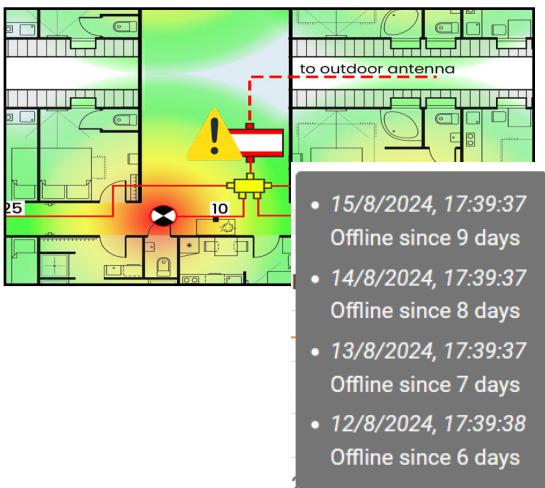 to outdoor antenna
25
10
• 15/8/2024, 17:39:37
Offline since 9 days
• 14/8/2024, 17:39:37
Offline since 8 days
• 13/8/2024, 17:39:37
Offline since 7 days
• 12/8/2024, 17:39:38
Offline since 6 days